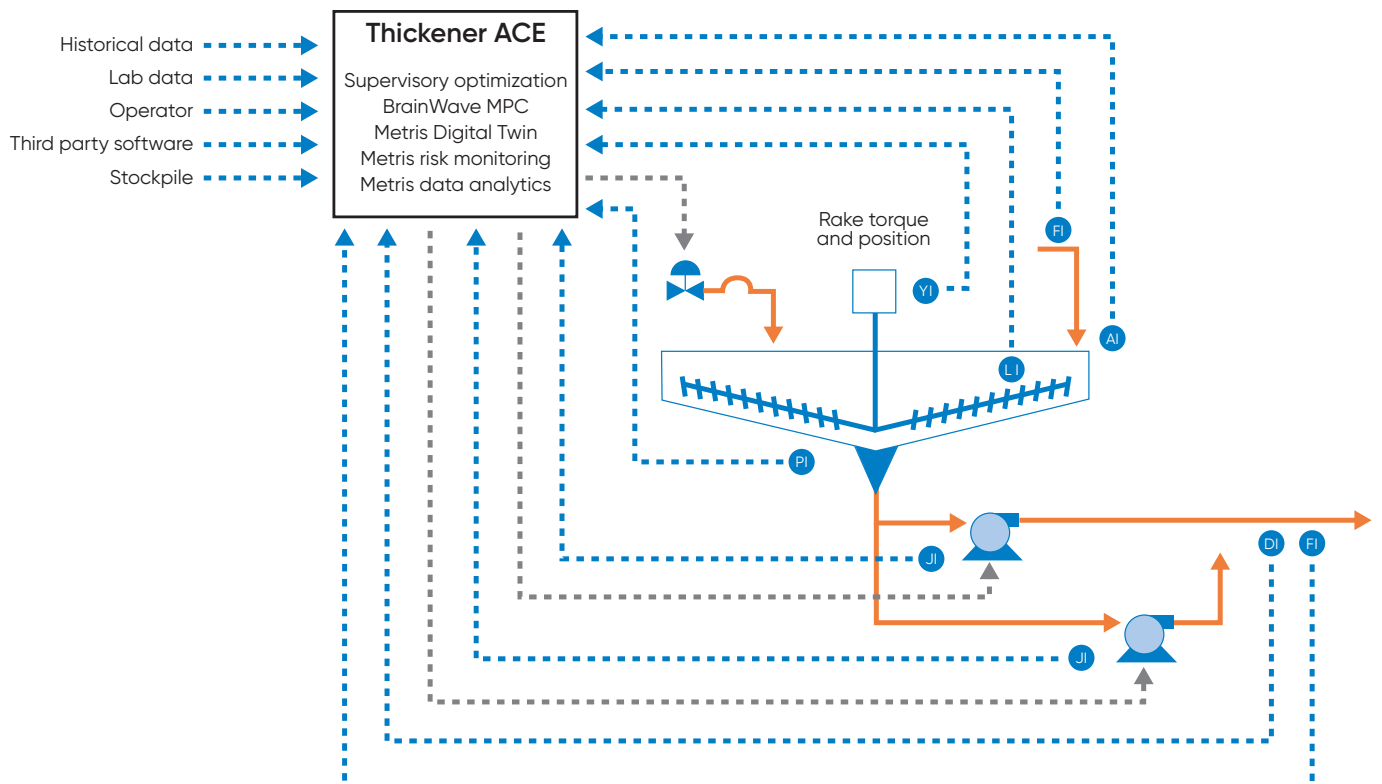 Thickener ACE
Supervisory optimization
BrainWave MPC
Metris Digital Twin
Metris risk monitoring
Metris data analytics
Historical data
Lab data
Operator
Third party software
Stockpile
Rake torque
and position
FI
YI
AI
LI
PI
DI
FI
JI
JI